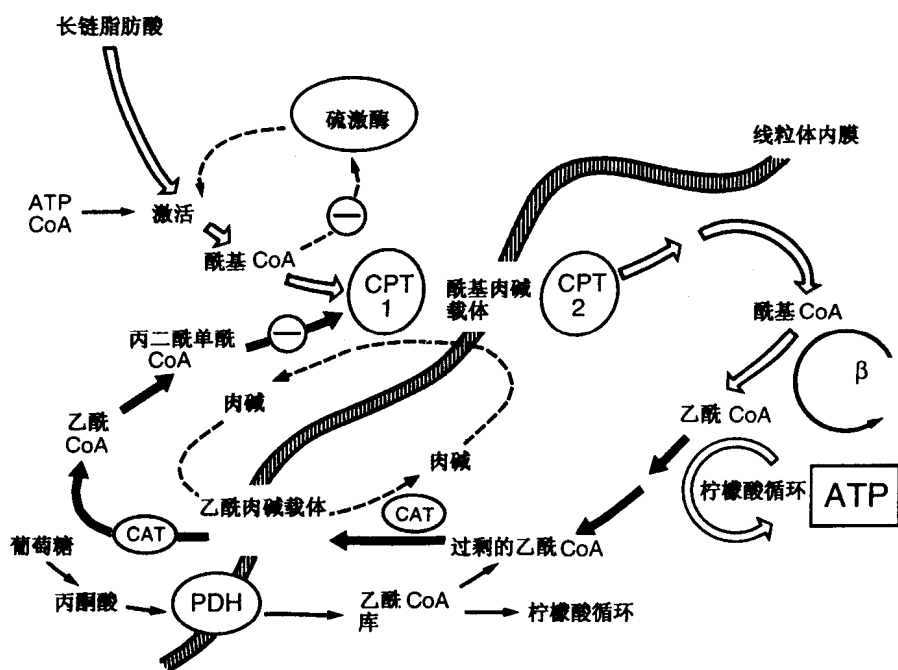 长链脂肪酸
硫激酶
线粒体内膜
ATP
CoA
激活
酰基 CoA
CPT
1
酰基肉碱
载体
CPT
2
酰基 CoA
丙二酰单酰
CoA
β
肉碱
乙酰 CoA
乙酰
CoA
肉碱
柠檬酸循环
ATP
乙酰肉碱载体
CAT
CAT
过剩的乙酰 CoA
葡萄糖
丙酮酸
PDH
乙酰 CoA
库
柠檬酸循环